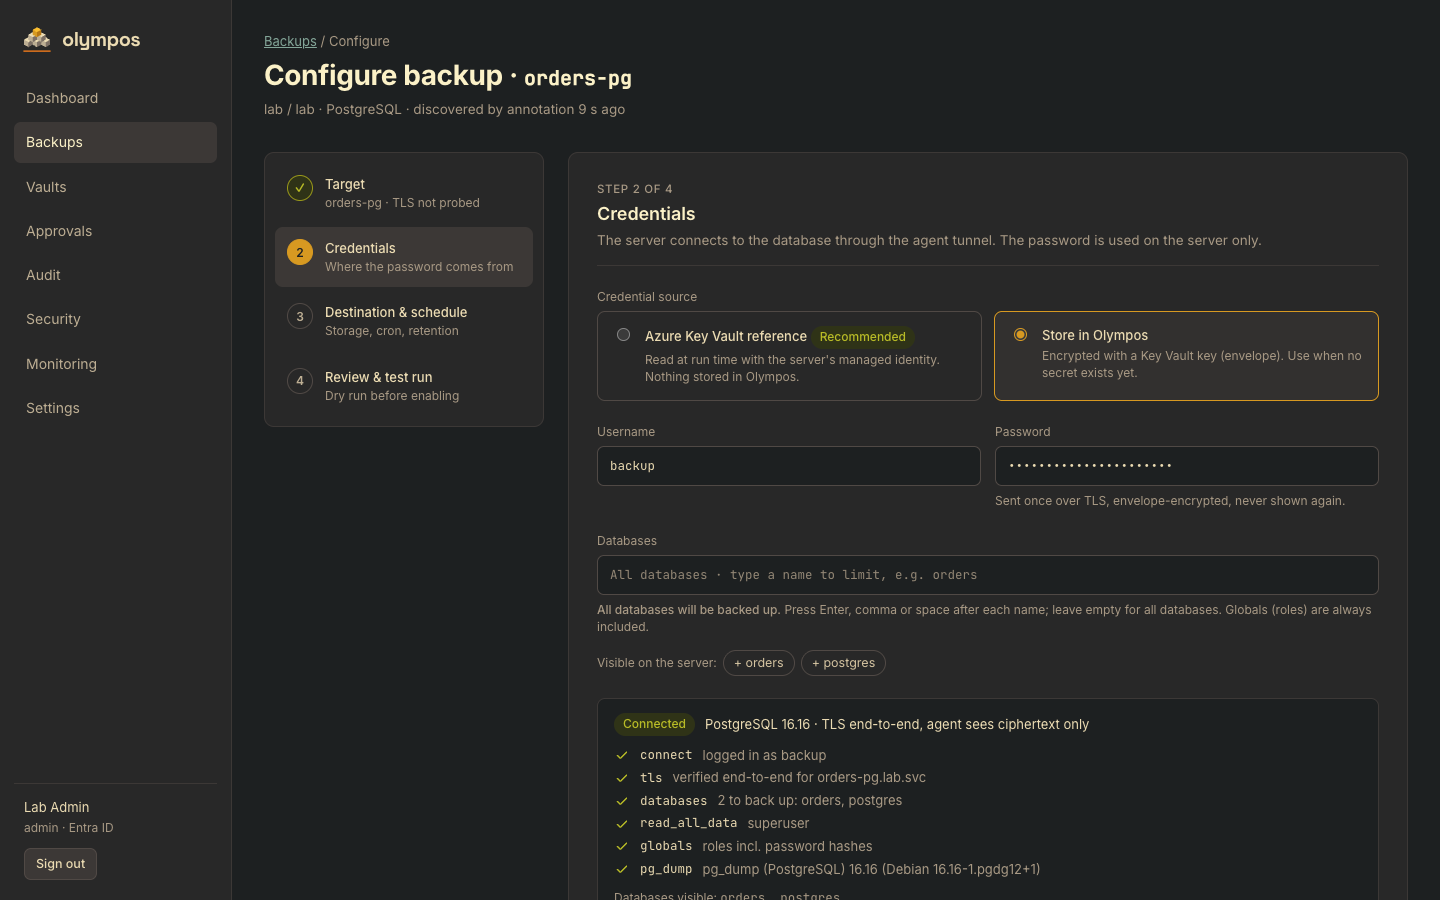 olympos
Dashboard
Backups
Vaults
Approvals
Audit
Security
Monitoring
Settings
Lab Admin
admin · Entra ID
Sign out
Backups / Configure
Configure backup · orders-pg
lab / lab · PostgreSQL · discovered by annotation 9 s ago
Target
orders-pg · TLS not probed
2
Credentials
Where the password comes from
3
Destination & schedule
Storage, cron, retention
4
Review & test run
Dry run before enabling
STEP 2 OF 4
Credentials
The server connects to the database through the agent tunnel. The password is used on the server only.
Credential source
Azure Key Vault reference Recommended
Read at run time with the server's managed identity.
Nothing stored in Olympos.
Store in Olympos
Encrypted with a Key Vault key (envelope). Use when no
secret exists yet.
Username
backup
Password
••••••••••••••••••••••
Sent once over TLS, envelope-encrypted, never shown again.
Databases
All databases · type a name to limit, e.g. orders
All databases will be backed up. Press Enter, comma or space after each name; leave empty for all databases. Globals (roles) are always
included.
Visible on the server: + orders + postgres
Connected PostgreSQL 16.16 · TLS end-to-end, agent sees ciphertext only
connect logged in as backup
tls verified end-to-end for orders-pg.lab.svc
databases 2 to back up: orders, postgres
read_all_data superuser
globals roles incl. password hashes
pg_dump pg_dump (PostgreSQL) 16.16 (Debian 16.16-1.pgdg12+1)
Databases visible: orders, postgres